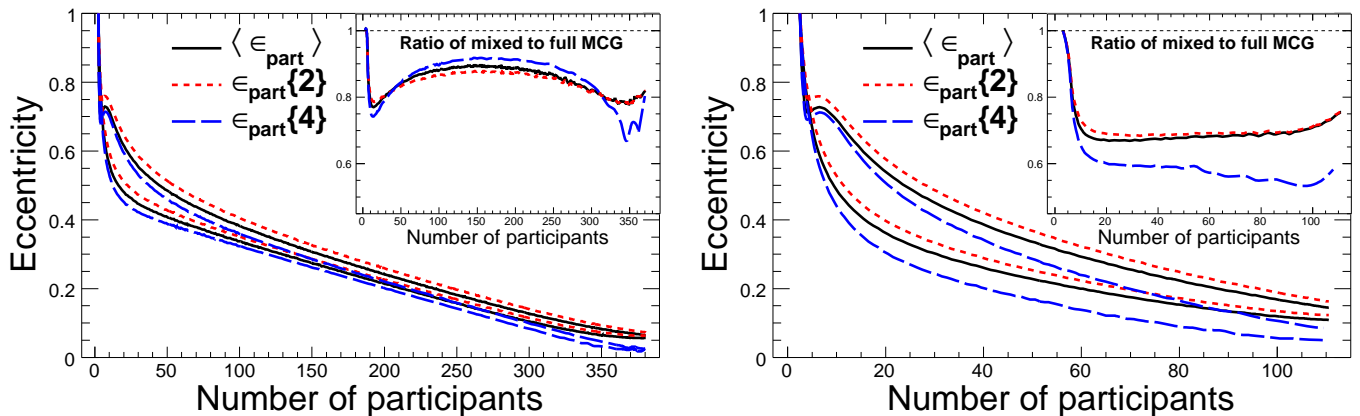 Eccentricity
1
0.8
0.6
0.4
0.2
0
⟨ ∈part ⟩
∈part{2}
∈part{4}
Ratio of mixed to full MCG
1
0.8
0.6
0 50 100 150 200 250 300 350
Number of participants
0 50 100 150 200 250 300 350
Number of participants
Eccentricity
1
0.8
0.6
0.4
0.2
0
⟨ ∈part ⟩
∈part{2}
∈part{4}
Ratio of mixed to full MCG
1
0.8
0.6
0 20 40 60 80 100
Number of participants
0 20 40 60 80 100
Number of participants